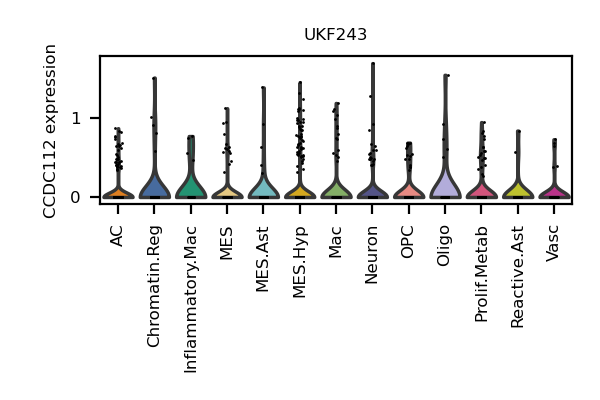 UKF243
CCDC112 expression
1
0
AC
Chromatin.Reg
Inflammatory.Mac
MES
MES.Ast
MES.Hyp
Mac
Neuron
OPC
Oligo
Prolif.Metab
Reactive.Ast
Vasc